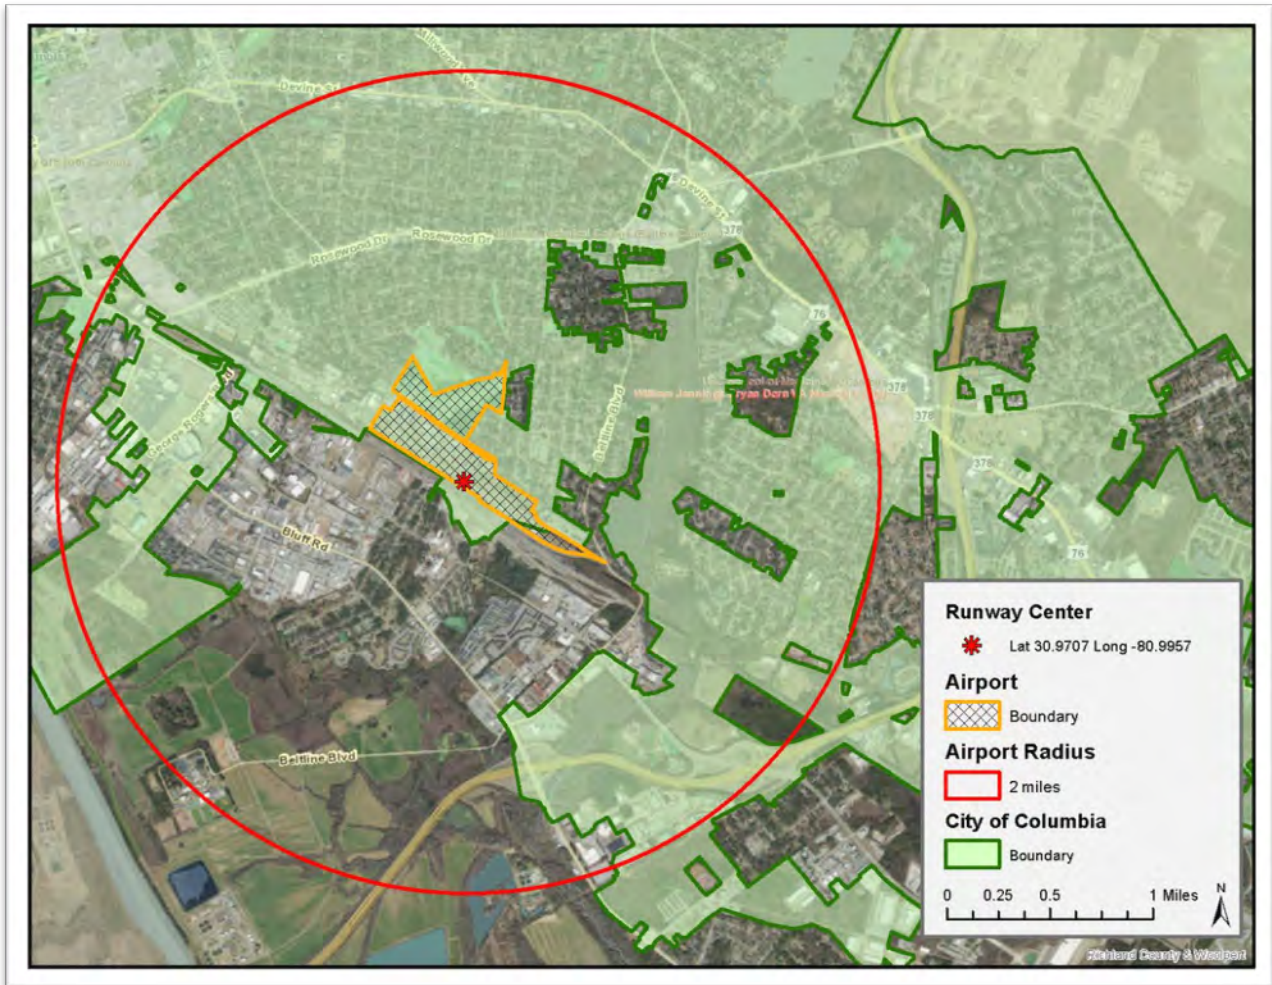 Millwood Ave
Devine St
Devine St
378
Rosewood Dr
Rosewood Dr
76
378
George Rogers
Beltline Blvd
378
378
Bluff Rd
76
Beltline Blvd
Runway Center
Lat 30.9707 Long -80.9957
Airport
Boundary
Airport Radius
2 miles
City of Columbia
Boundary
0 0.25 0.5 1 Miles
N
Richland County & Woolpert